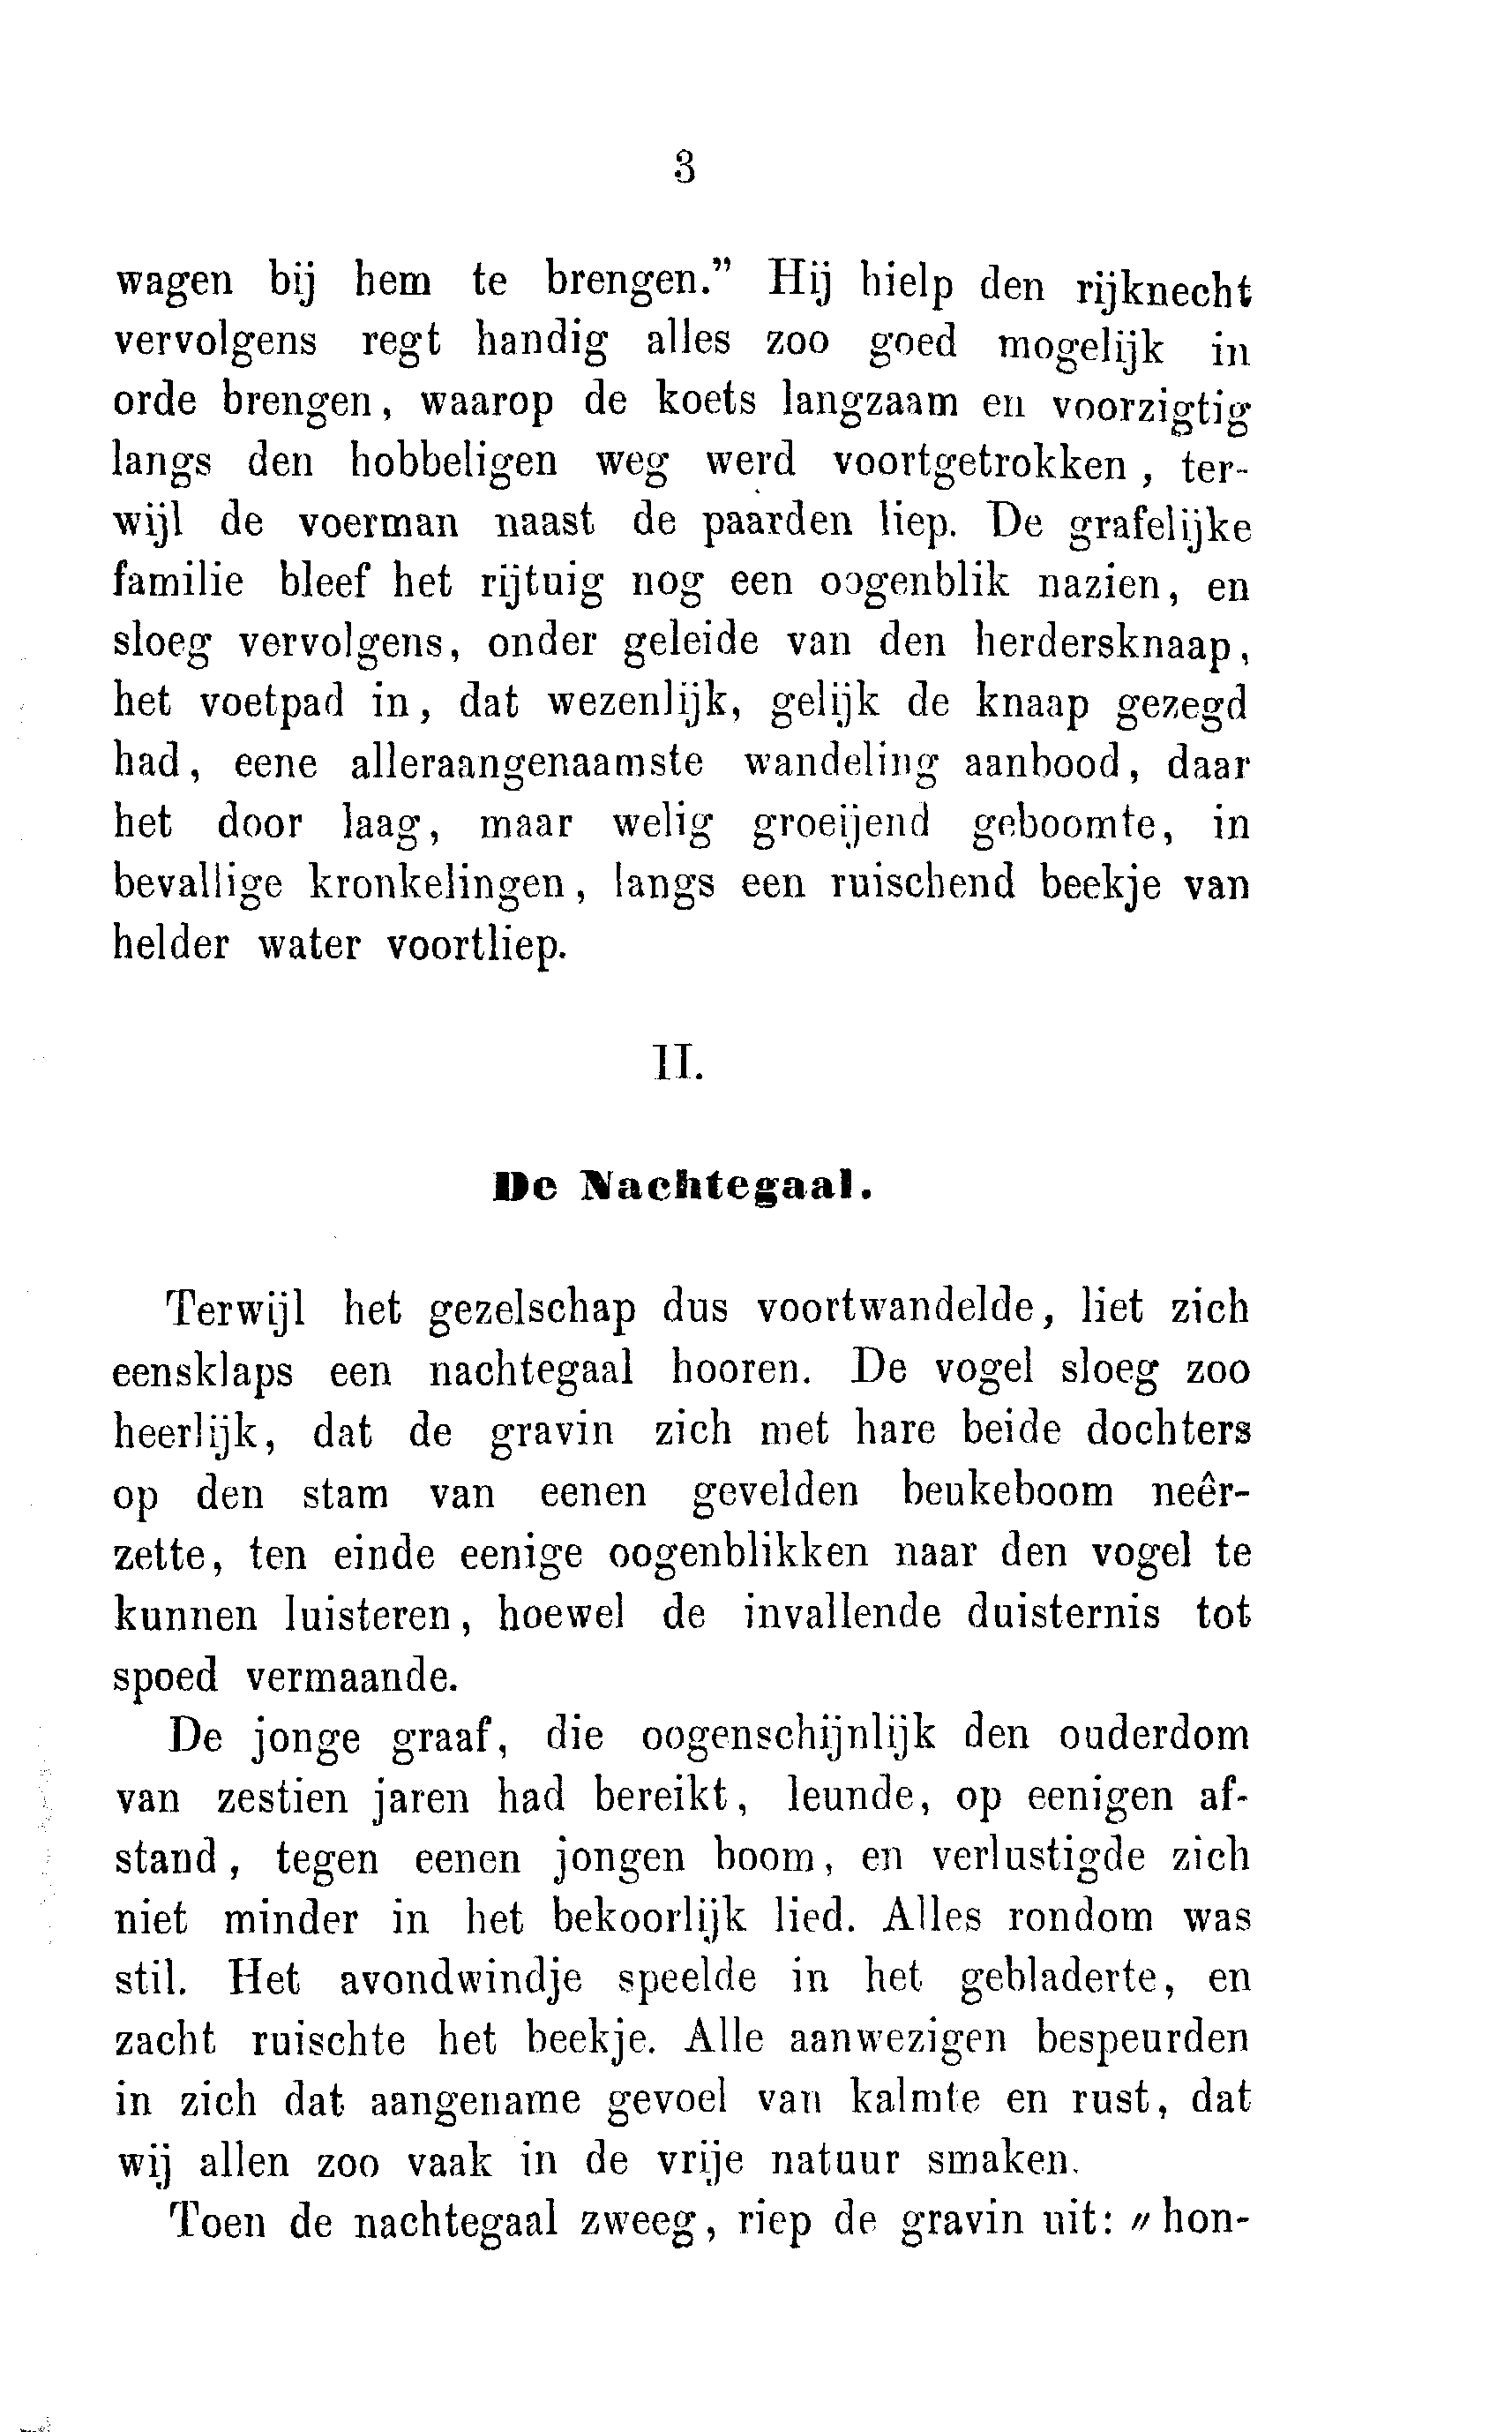 3
wagen bij hem te brengen.” Hij hielp den rijknecht
vervolgens regt handig alles zoo goed mogelijk in
orde brengen, waarop de koets langzaam en voorzigtig
langs den hobbeligen weg werd voortgetrokken, ter-
wijl de voerman naast de paarden liep. De grafelijke
familie bleef het rijtuig nog een oogenblik nazien, en
sloeg vervolgens, onder geleide van den herdersknaap,
het voetpad in, dat wezenlijk, gelijk de knaap gezegd
had, eene alleraangenaamste wandeling aanbood, daar
het door laag, maar welig groeijend geboomte, in
bevallige kronkelingen, langs een ruischend beekje van
helder water voortliep.
II.
De Nachtegaal.
Terwijl het gezelschap dus voortwandelde, liet zich
eensklaps een nachtegaal hooren. De vogel sloeg zoo
heerlijk, dat de gravin zich met hare beide dochters
op den stam van eenen gevelden beukeboom neêr-
zette, ten einde eenige oogenblikken naar den vogel te
kunnen luisteren, hoewel de invallende duisternis tot
spoed vermaande.
De jonge graaf, die oogenschijnlijk den ouderdom
van zestien jaren had bereikt, leunde, op eenigen af-
stand, tegen eenen jongen boom, en verlustigde zich
niet minder in het bekoorlijk lied. Alles rondom was
stil. Het avondwindje speelde in het gebladerte, en
zacht ruischte het beekje. Alle aanwezigen bespeurden
in zich dat aangename gevoel van kalmte en rust, dat
wij allen zoo vaak in de vrije natuur smaken.
Toen de nachtegaal zweeg, riep de gravin uit: „hon-